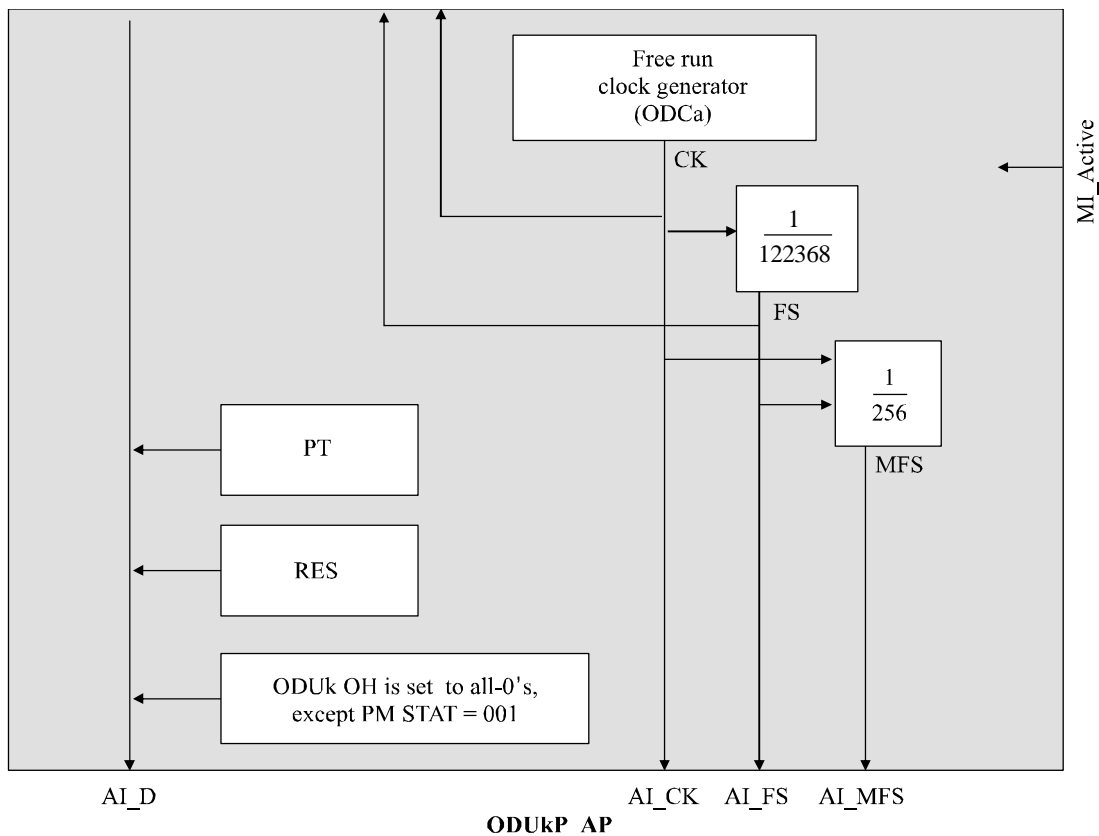 Free run
clock generator
(ODCa)
CK
MI_Active
1
122368
FS
1
256
MFS
PT
RES
ODUk OH is set to all-0's,
except PM STAT = 001
AI_D
AI_CK
AI_FS
AI_MFS
ODUkP_AP